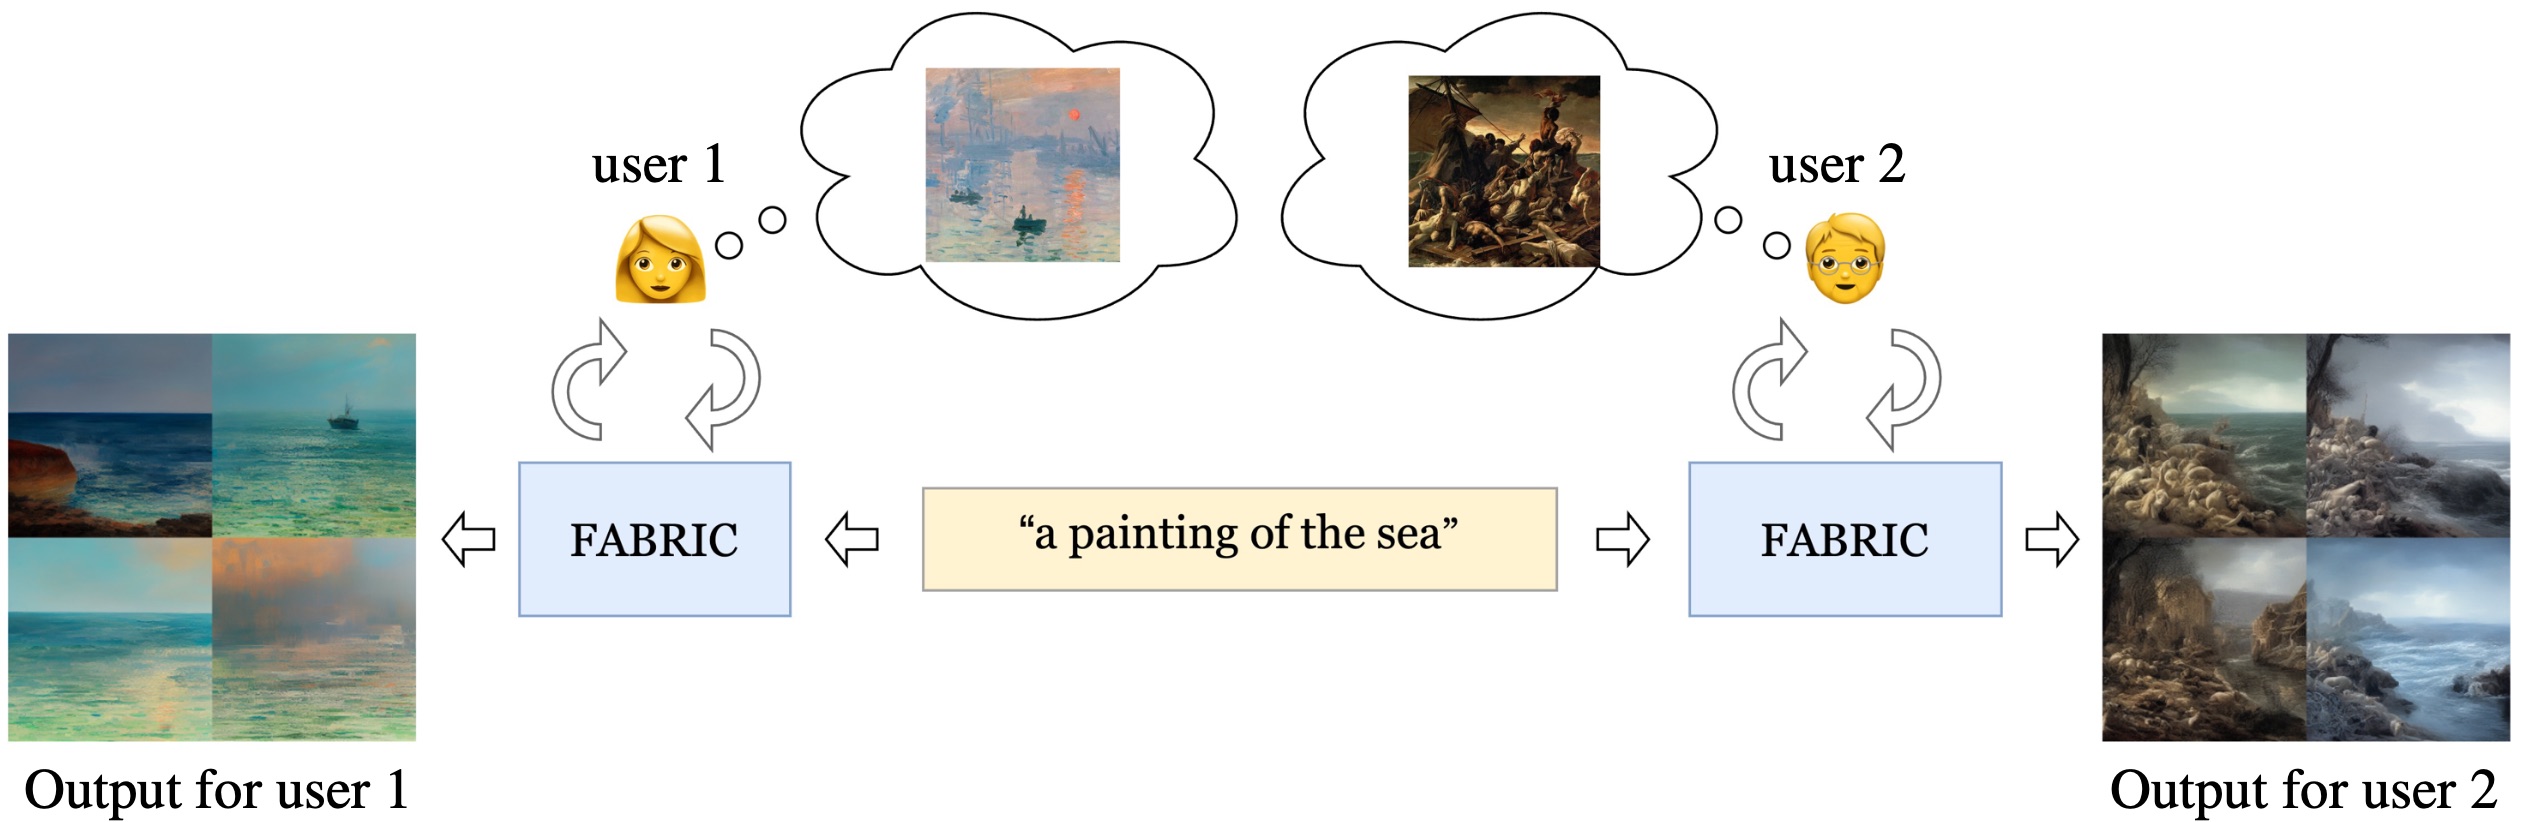 user 1
user 2
FABRIC
“a painting of the sea”
FABRIC
Output for user 1
Output for user 2